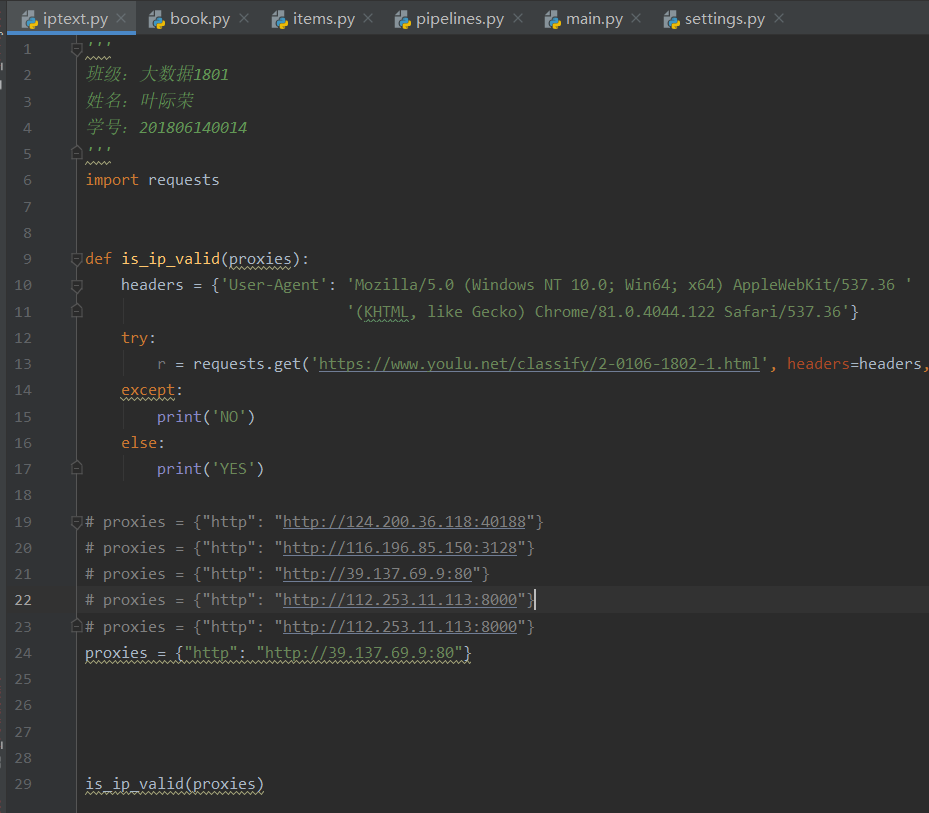 iptext.py book.py items.py pipelines.py main.py settings.py
1 '''
2 班级：大数据1801
3 姓名：叶际荣
4 学号：201806140014
5 '''
6 import requests
7
8
9 def is_ip_valid(proxies):
10     headers = {'User-Agent': 'Mozilla/5.0 (Windows NT 10.0; Win64; x64) AppleWebKit/537.36 '
11                              '(KHTML, like Gecko) Chrome/81.0.4044.122 Safari/537.36'}
12     try:
13         r = requests.get('https://www.youlu.net/classify/2-0106-1802-1.html', headers=headers,
14     except:
15         print('NO')
16     else:
17         print('YES')
18
19 # proxies = {"http": "http://124.200.36.118:40188"}
20 # proxies = {"http": "http://116.196.85.150:3128"}
21 # proxies = {"http": "http://39.137.69.9:80"}
22 # proxies = {"http": "http://112.253.11.113:8000"}
23 # proxies = {"http": "http://112.253.11.113:8000"}
24 proxies = {"http": "http://39.137.69.9:80"}
25
26
27
28
29 is_ip_valid(proxies)